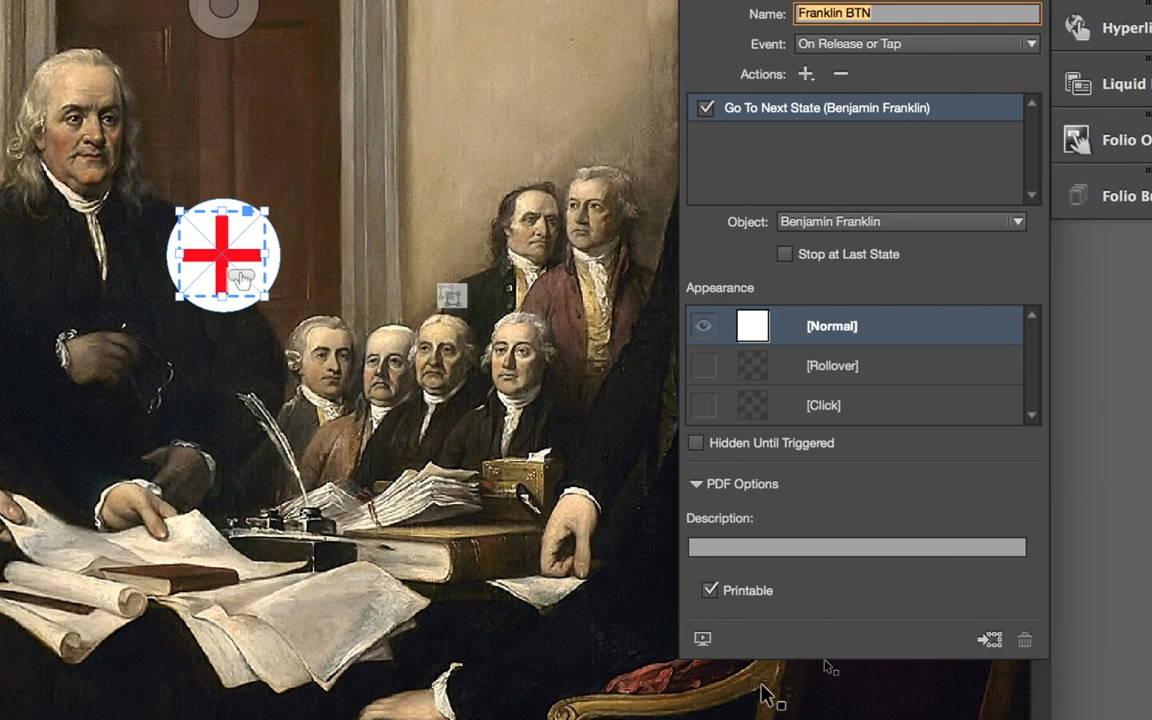 Name: Franklin BTN
Event: On Release or Tap
Actions:
Go To Next State (Benjamin Franklin)
Object: Benjamin Franklin
Stop at Last State
Appearance
[Normal]
[Rollover]
[Click]
Hidden Until Triggered
PDF Options
Description:
Printable
Hyperli
Liquid
Folio O
Folio Bu